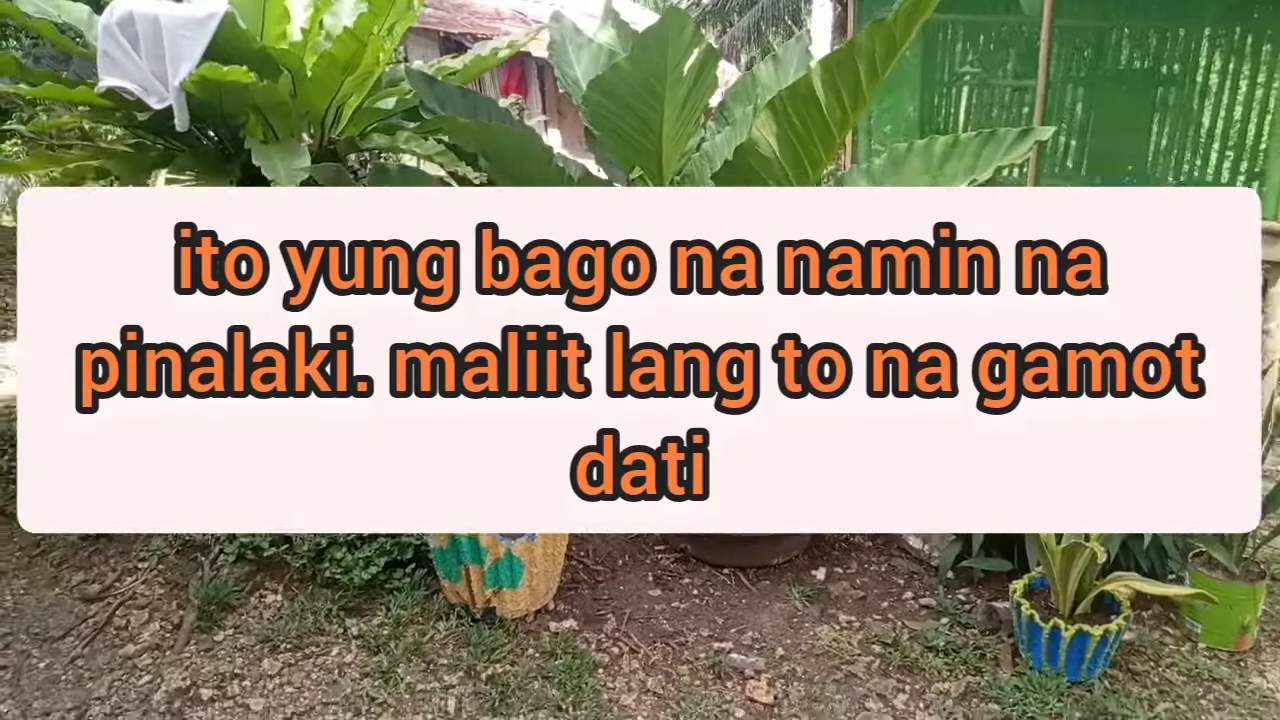 ito yung bago na namin na
pinalaki. maliit lang to na gamot
dati